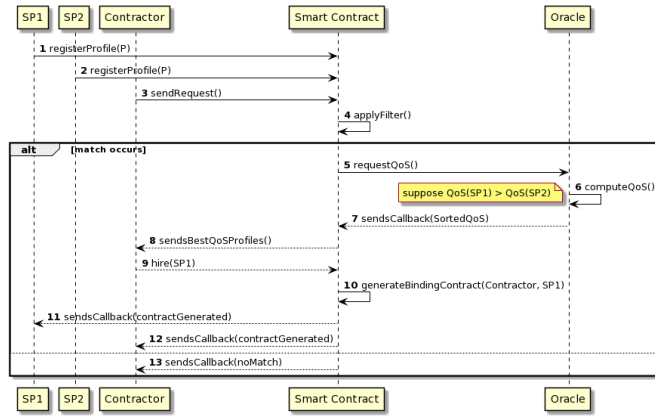 SP1 SP2 Contractor Smart Contract Oracle
1 registerProfile(P)
2 registerProfile(P)
3 sendRequest()
4 applyFilter()
alt [match occurs]
5 requestQoS()
suppose QoS(SP1) > QoS(SP2) 6 computeQoS()
7 sendsCallback(SortedQoS)
8 sendsBestQoSProfiles()
9 hire(SP1)
10 generateBindingContract(Contractor, SP1)
11 sendsCallback(contractGenerated)
12 sendsCallback(contractGenerated)
13 sendsCallback(noMatch)
SP1 SP2 Contractor Smart Contract Oracle